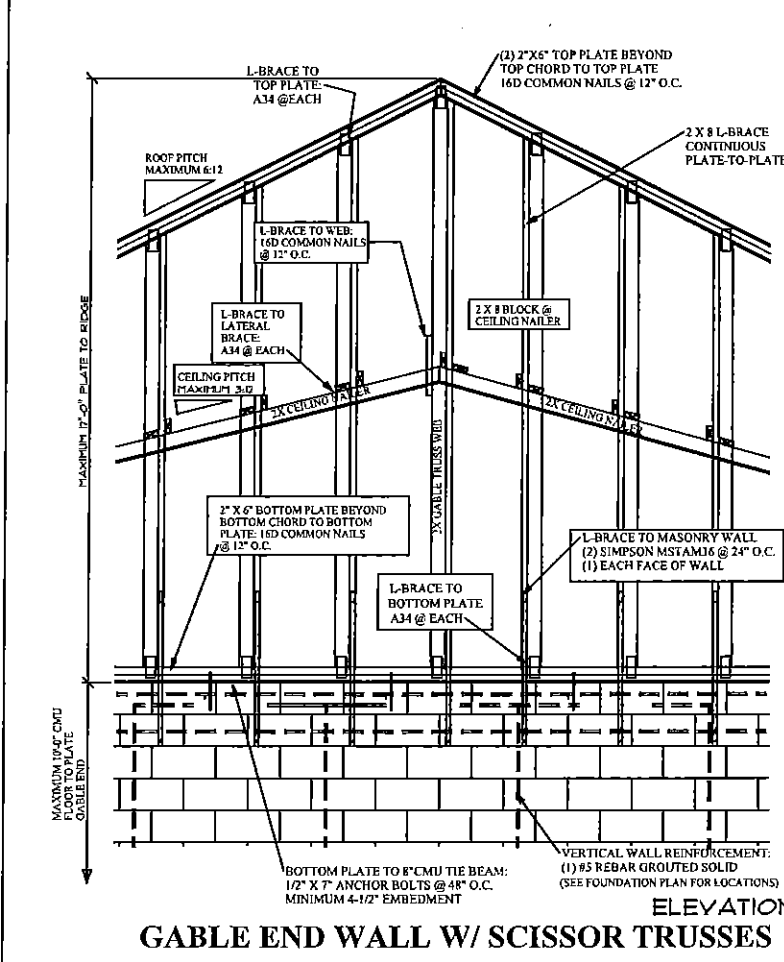 (2) 2"X6" TOP PLATE BEYOND
TOP CHORD TO TOP PLATE
16D COMMON NAILS @ 12" O.C.
L-BRACE TO
TOP PLATE:
A34 @EACH
2 X 8 L-BRACE
CONTINUOUS
PLATE-TO-PLATE
ROOF PITCH
MAXIMUM 6:12
L-BRACE TO WEB:
16D COMMON NAILS
@ 12" O.C.
2 X 8 BLOCK @
CEILING NAILER
L-BRACE TO
LATERAL
BRACE:
A34 @ EACH
CEILING PITCH
MAXIMUM 3:12
2X CEILING NAILER
2X CEILING NAILER
MAXIMUM 17'-0" PLATE TO RIDGE
2X GABLE TRUSS WEB
2" X 6" BOTTOM PLATE BEYOND
BOTTOM CHORD TO BOTTOM
PLATE: 16D COMMON NAILS
@ 12" O.C.
L-BRACE TO MASONRY WALL
(2) SIMPSON MSTAM36 @ 24" O.C.
(1) EACH FACE OF WALL
L-BRACE TO
BOTTOM PLATE
A34 @ EACH
MAXIMUM 10'-0" CMU
FLOOR TO PLATE
GABLE END
BOTTOM PLATE TO 8"CMU TIE BEAM:
1/2" X 7" ANCHOR BOLTS @ 48" O.C.
MINIMUM 4-1/2" EMBEDMENT
VERTICAL WALL REINFORCEMENT:
(1) #5 REBAR GROUTED SOLID
(SEE FOUNDATION PLAN FOR LOCATIONS)
ELEVATION
GABLE END WALL W/ SCISSOR TRUSSES